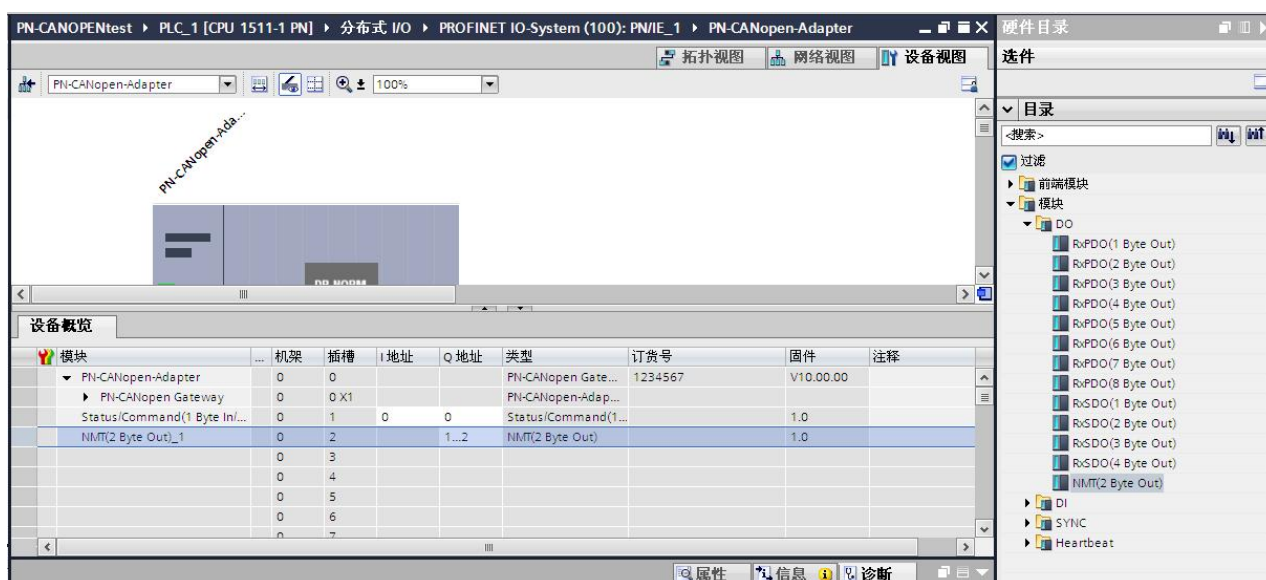 PN-CANOPENtest ▸ PLC_1 [CPU 1511-1 PN] ▸ 分布式 I/O ▸ PROFINET IO-System (100): PN/IE_1 ▸ PN-CANopen-Adapter
硬件目录
拓扑视图 网络视图 设备视图
选件
PN-CANopen-Adapter 100%
目录
<搜索>
过滤
PN-CANopen-Ada...
DP-NORM
前端模块
模块
DO
RxPDO(1 Byte Out)
RxPDO(2 Byte Out)
RxPDO(3 Byte Out)
RxPDO(4 Byte Out)
RxPDO(5 Byte Out)
RxPDO(6 Byte Out)
RxPDO(7 Byte Out)
RxPDO(8 Byte Out)
RxSDO(1 Byte Out)
RxSDO(2 Byte Out)
RxSDO(3 Byte Out)
RxSDO(4 Byte Out)
NMT(2 Byte Out)
DI
SYNC
Heartbeat
设备概览
模块 ... 机架 插槽 I地址 Q地址 类型 订货号 固件 注释
PN-CANopen-Adapter 0 0 PN-CANopen Gate... 1234567 V10.00.00
PN-CANopen Gateway 0 0 X1 PN-CANopen-Adap...
Status/Command(1 Byte In/... 0 1 0 0 Status/Command(1... 1.0
NMT(2 Byte Out)_1 0 2 1...2 NMT(2 Byte Out) 1.0
0 3
0 4
0 5
0 6
0 7
属性 信息 诊断